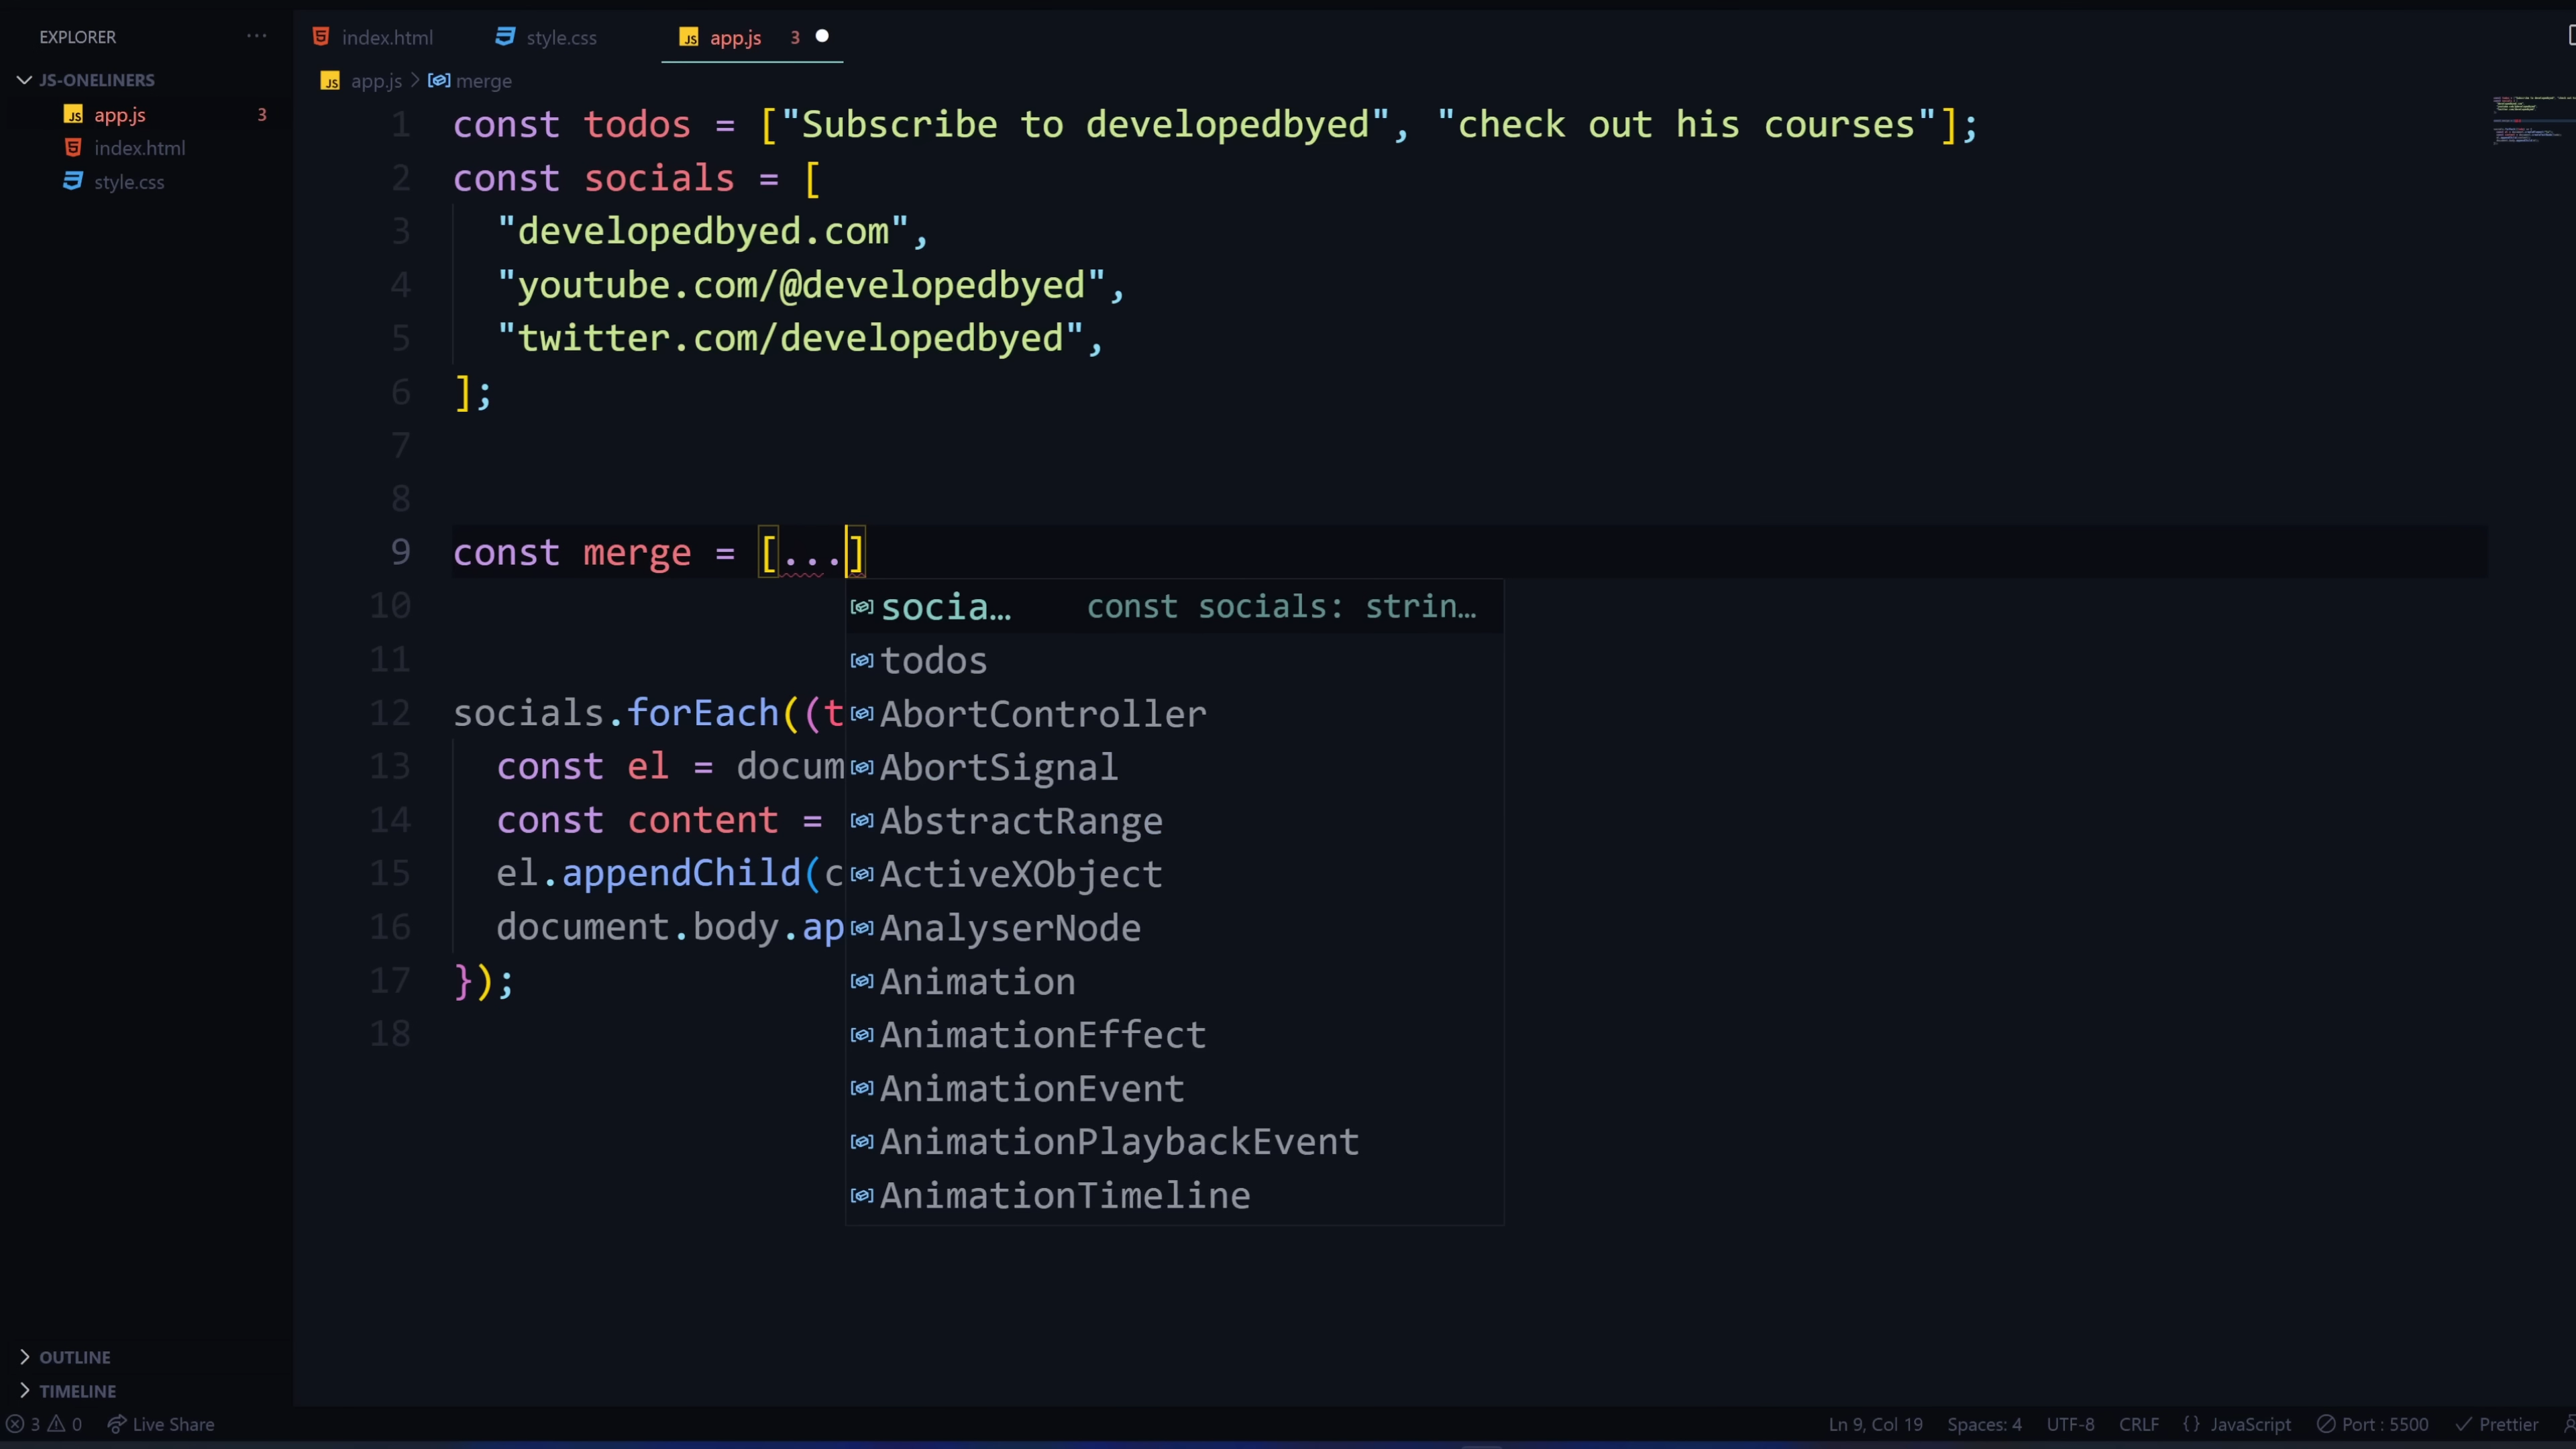 EXPLORER ...
JS-ONELINERS
app.js 3
index.html
style.css
OUTLINE
TIMELINE
index.html style.css app.js 3
app.js > merge
1 const todos = ["Subscribe to developedbyed", "check out his courses"];
2 const socials = [
3 "developedbyed.com",
4 "youtube.com/@developedbyed",
5 "twitter.com/developedbyed",
6 ];
7
8
9 const merge = [...]
10
11
12 socials.forEach((t
13 const el = docum
14 const content =
15 el.appendChild(c
16 document.body.ap
17 });
18
socia… const socials: strin…
todos
AbortController
AbortSignal
AbstractRange
ActiveXObject
AnalyserNode
Animation
AnimationEffect
AnimationEvent
AnimationPlaybackEvent
AnimationTimeline
3 0 Live Share Ln 9, Col 19 Spaces: 4 UTF-8 CRLF {} JavaScript Port : 5500 Prettier